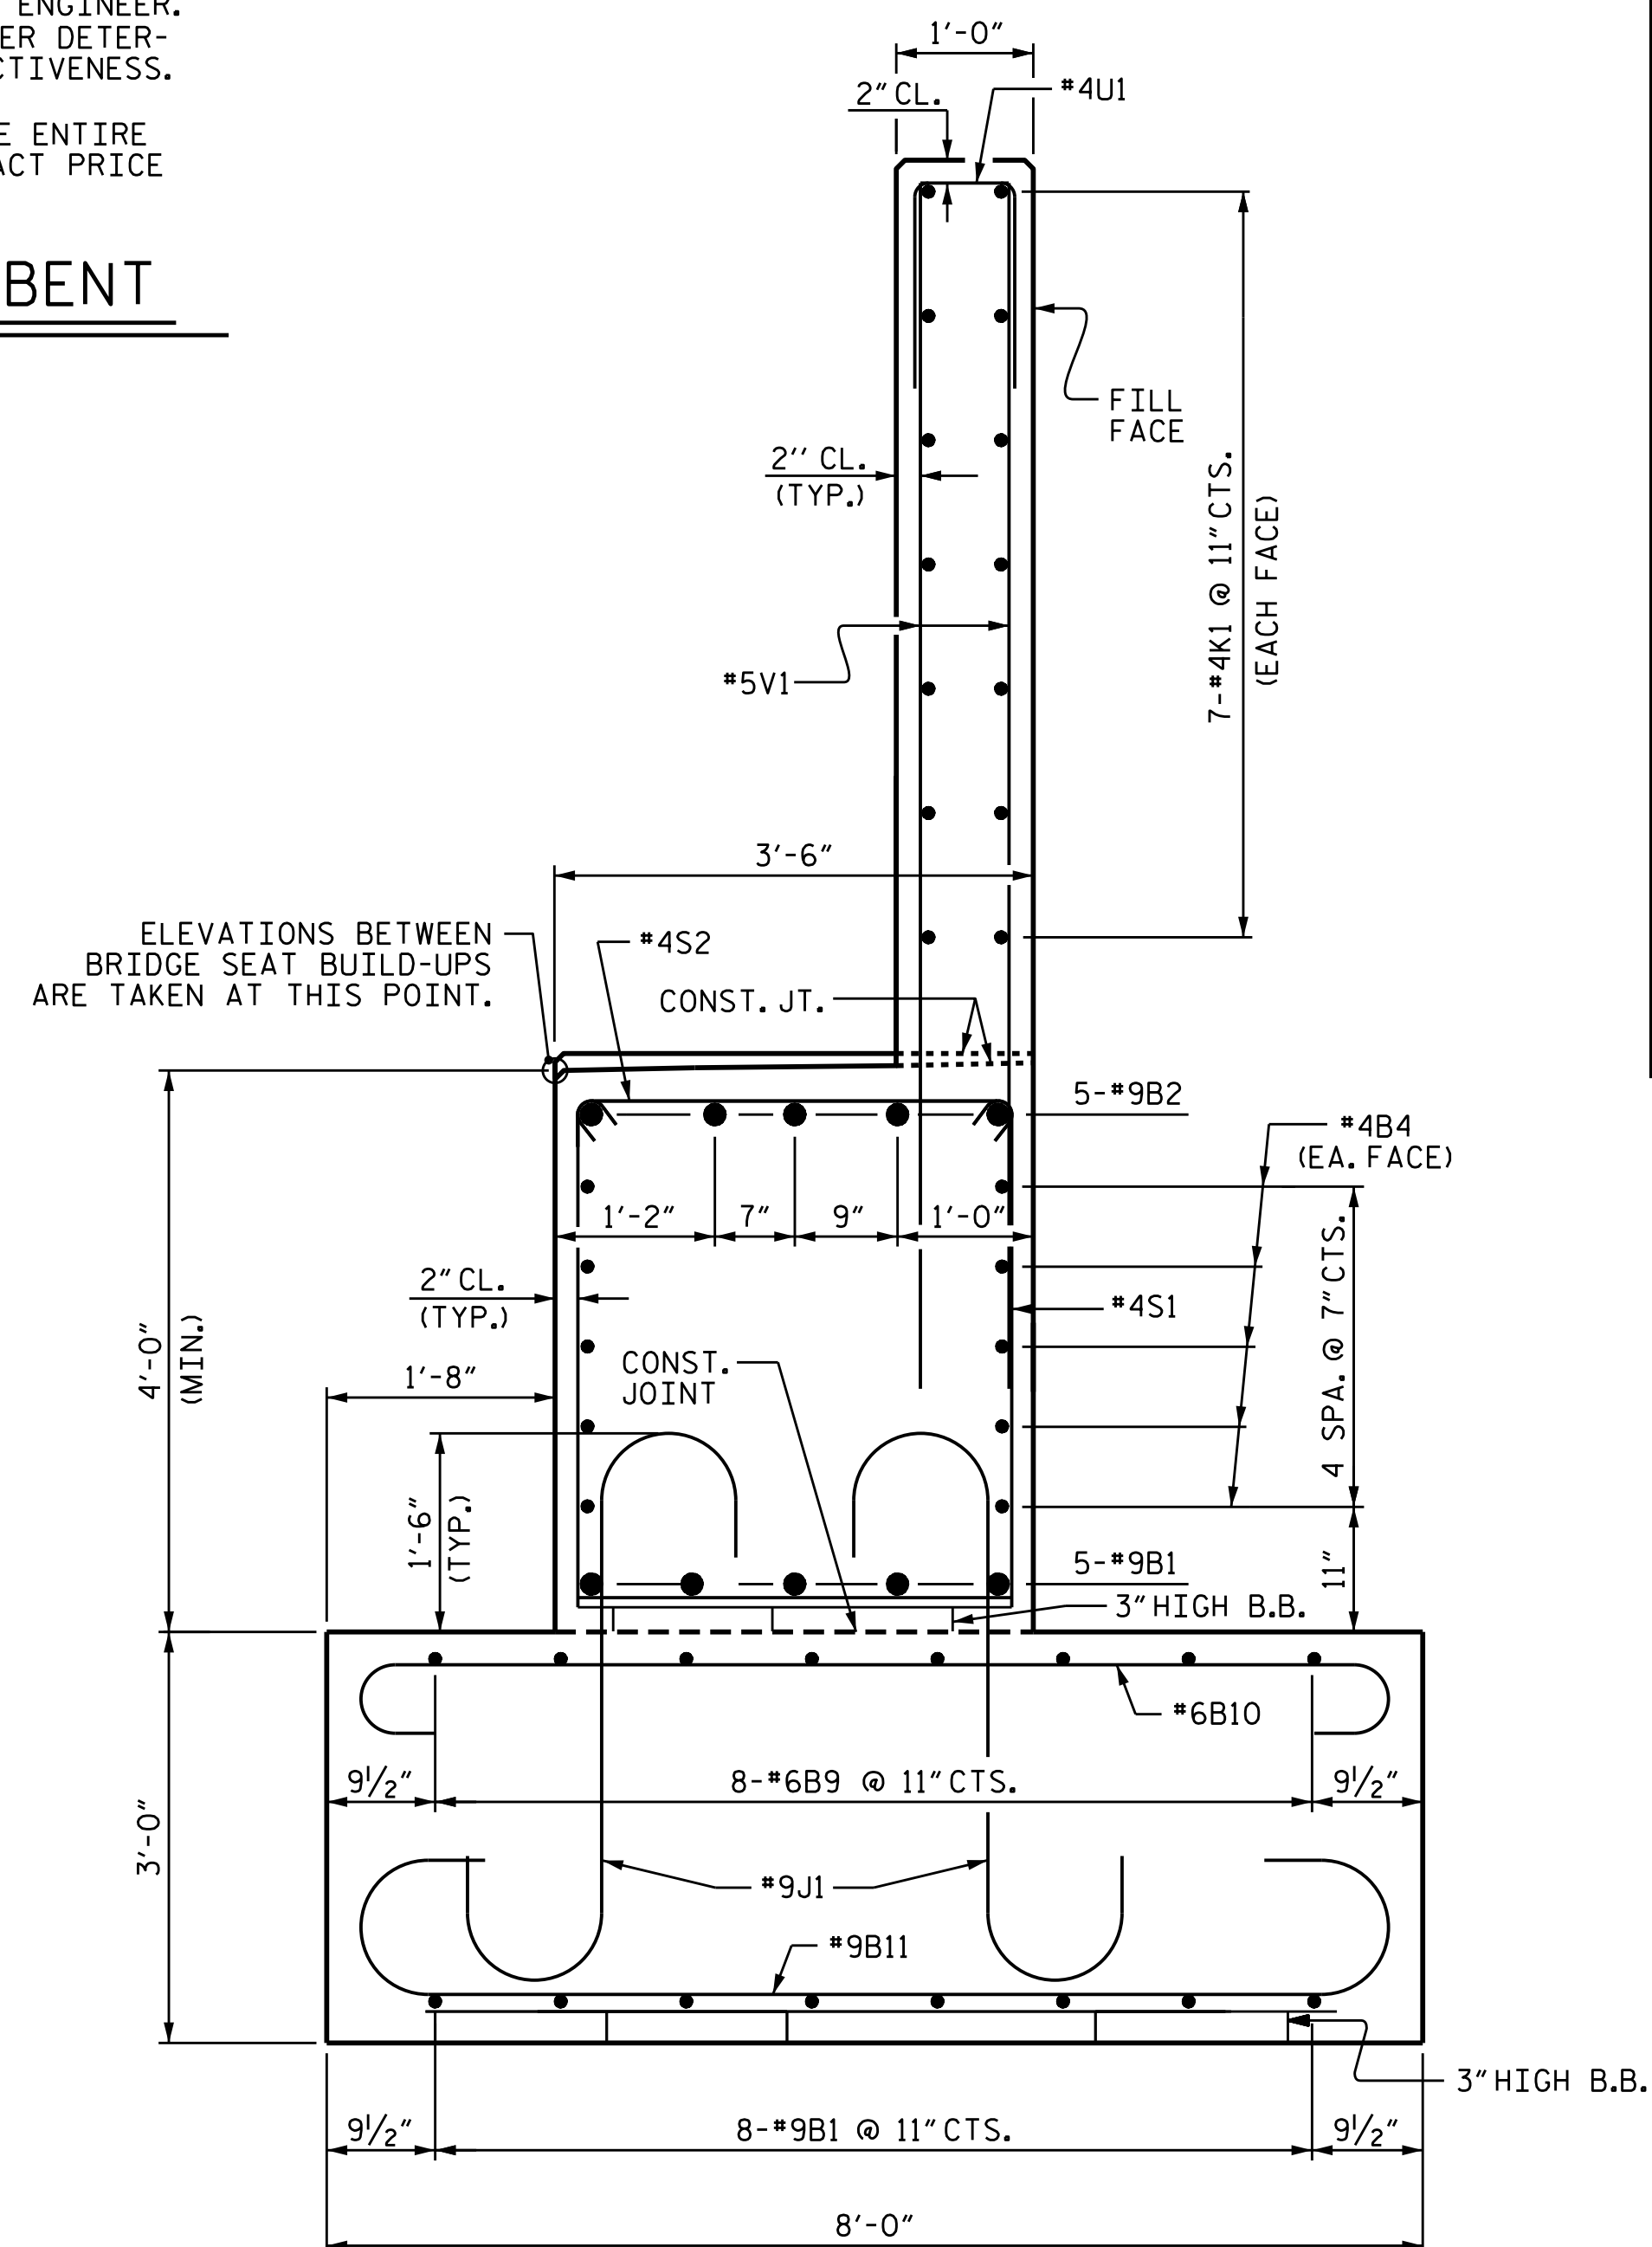 ENGINEER.
ER DETER-
CTIVENESS.
E ENTIRE
ACT PRICE
BENT
1'-0"
2" CL.
#4U1
FILL
FACE
2'' CL.
(TYP.)
7-#4K1 @ 11" CTS.
(EACH FACE)
#5V1
3'-6"
ELEVATIONS BETWEEN
BRIDGE SEAT BUILD-UPS
ARE TAKEN AT THIS POINT.
#4S2
CONST. JT.
5-#9B2
#4B4
(EA. FACE)
1'-2"
7"
9"
1'-0"
2" CL.
(TYP.)
#4S1
4 SPA. @ 7" CTS.
4'-0"
(MIN.)
1'-8"
CONST.
JOINT
1'-6"
(TYP.)
5-#9B1
11"
3" HIGH B.B.
#6B10
9½"
8-#6B9 @ 11" CTS.
9½"
3'-0"
#9J1
#9B11
3" HIGH B.B.
9½"
8-#9B1 @ 11" CTS.
9½"
8'-0"